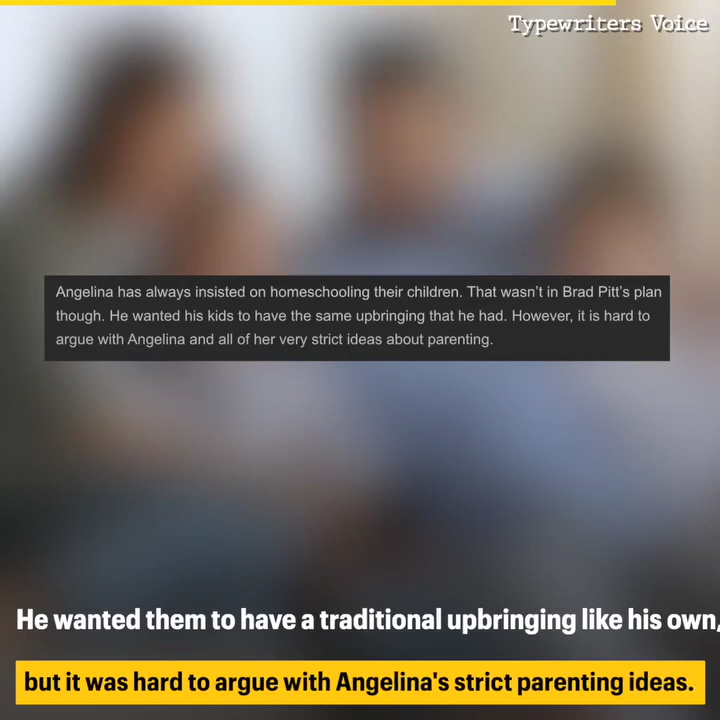 Typewriters Voice
Angelina has always insisted on homeschooling their children. That wasn’t in Brad Pitt’s plan
though. He wanted his kids to have the same upbringing that he had. However, it is hard to
argue with Angelina and all of her very strict ideas about parenting.
He wanted them to have a traditional upbringing like his own,
but it was hard to argue with Angelina's strict parenting ideas.